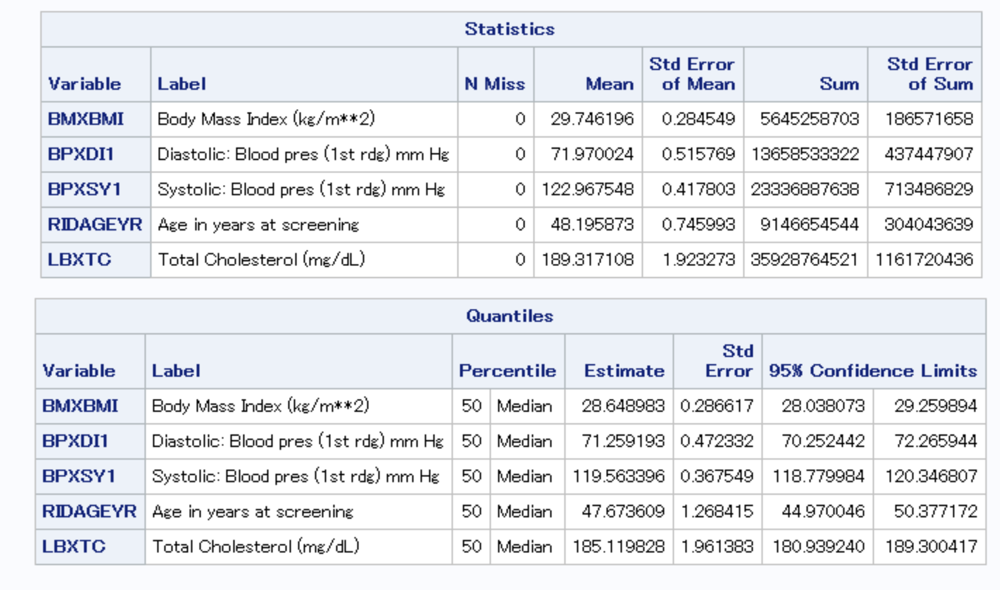 Statistics
Variable Label N Miss Mean Std Error of Mean Sum Std Error of Sum
BMXBMI Body Mass Index (kg/m**2) 0 29.746196 0.284549 5645258703 186571658
BPXDI1 Diastolic: Blood pres (1st rdg) mm Hg 0 71.970024 0.515769 13658533322 437447907
BPXSY1 Systolic: Blood pres (1st rdg) mm Hg 0 122.967548 0.417803 23336887638 713486829
RIDAGEYR Age in years at screening 0 48.195873 0.745993 9146654544 304043639
LBXTC Total Cholesterol (mg/dL) 0 189.317108 1.923273 35928764521 1161720436
Quantiles
Variable Label Percentile Estimate Std Error 95% Confidence Limits
BMXBMI Body Mass Index (kg/m**2) 50 Median 28.648983 0.286617 28.038073 29.259894
BPXDI1 Diastolic: Blood pres (1st rdg) mm Hg 50 Median 71.259193 0.472332 70.252442 72.265944
BPXSY1 Systolic: Blood pres (1st rdg) mm Hg 50 Median 119.563396 0.367549 118.779984 120.346807
RIDAGEYR Age in years at screening 50 Median 47.673609 1.268415 44.970046 50.377172
LBXTC Total Cholesterol (mg/dL) 50 Median 185.119828 1.961383 180.939240 189.300417